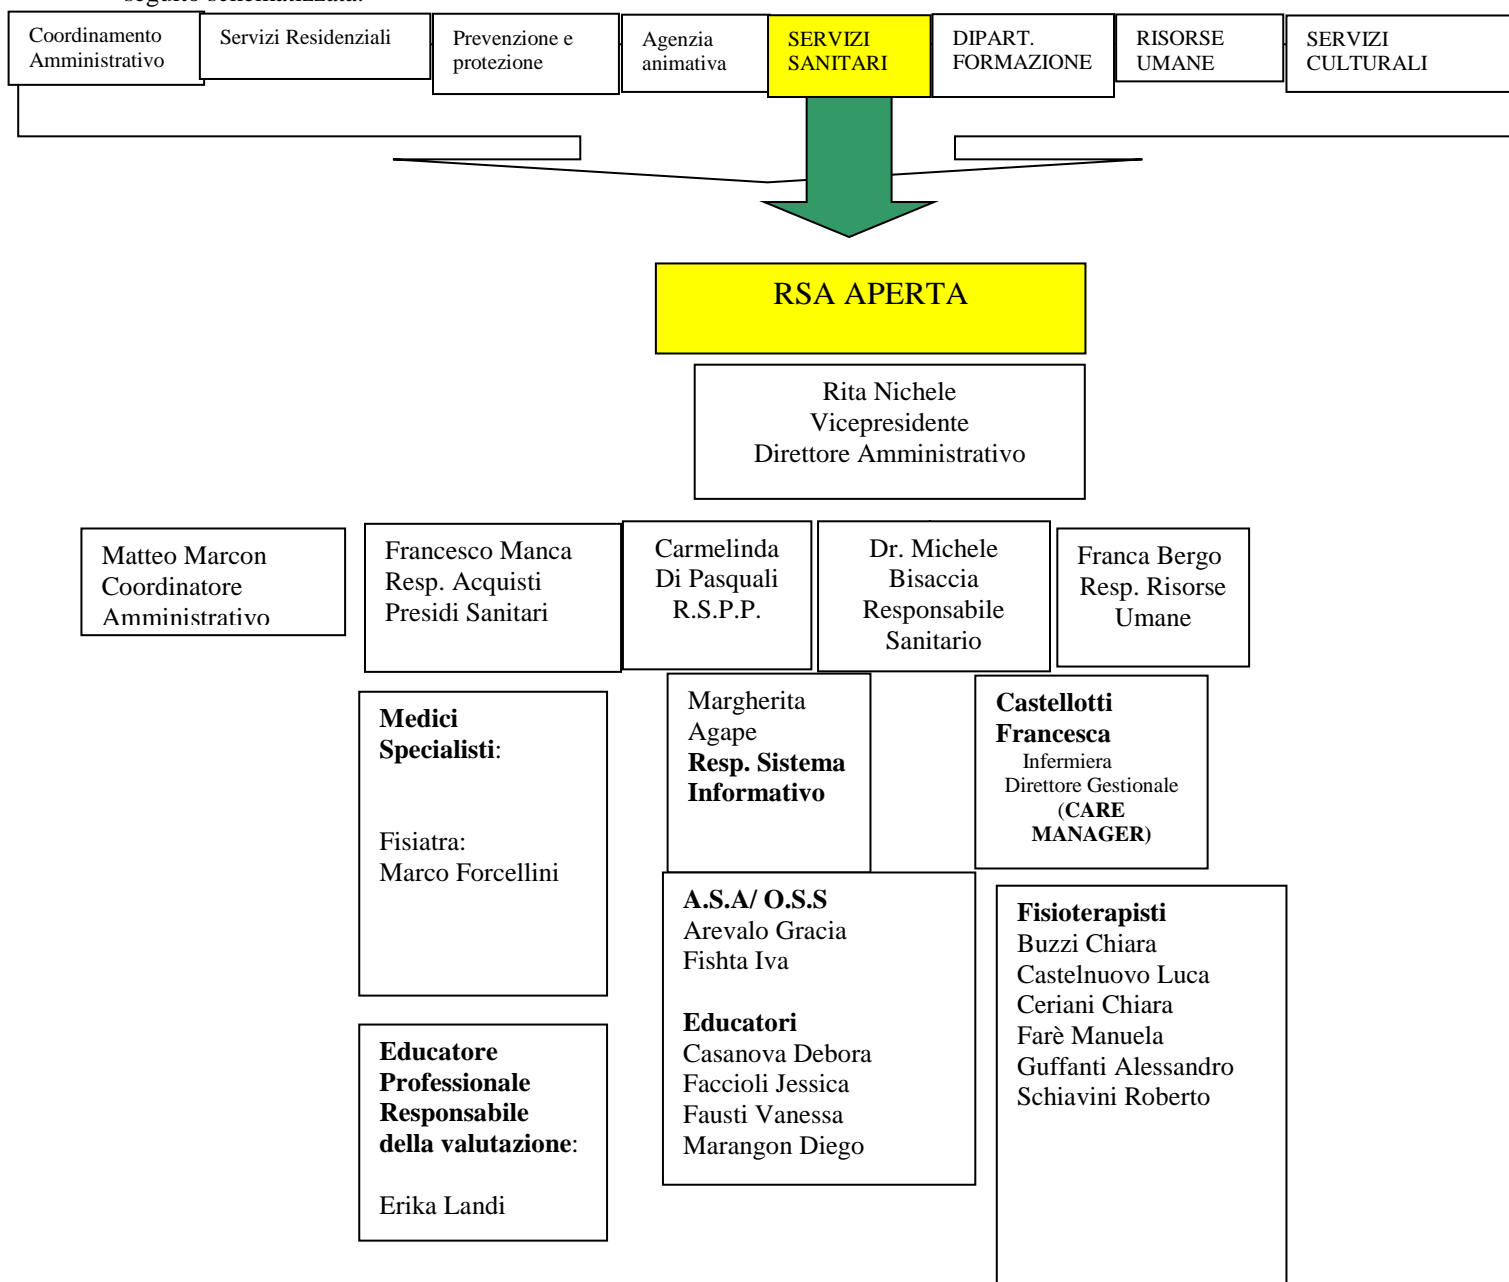 seguito schematizzata:
Coordinamento
Amministrativo
Servizi Residenziali
Prevenzione e
protezione
Agenzia
animativa
SERVIZI
SANITARI
DIPART.
FORMAZIONE
RISORSE
UMANE
SERVIZI
CULTURALI
RSA APERTA
Rita Nichele
Vicepresidente
Direttore Amministrativo
Matteo Marcon
Coordinatore
Amministrativo
Francesco Manca
Resp. Acquisti
Presidi Sanitari
Carmelinda
Di Pasquali
R.S.P.P.
Dr. Michele
Bisaccia
Responsabile
Sanitario
Franca Bergo
Resp. Risorse
Umane
Medici
Specialisti:
Fisiatra:
Marco Forcellini
Margherita
Agape
Resp. Sistema
Informativo
Castellotti
Francesca
Infermiera
Direttore Gestionale
(CARE
MANAGER)
A.S.A/ O.S.S
Arevalo Gracia
Fishta Iva
Educatori
Casanova Debora
Faccioli Jessica
Fausti Vanessa
Marangon Diego
Fisioterapisti
Buzzi Chiara
Castelnuovo Luca
Ceriani Chiara
Farè Manuela
Guffanti Alessandro
Schiavini Roberto
Educatore
Professionale
Responsabile
della valutazione:
Erika Landi